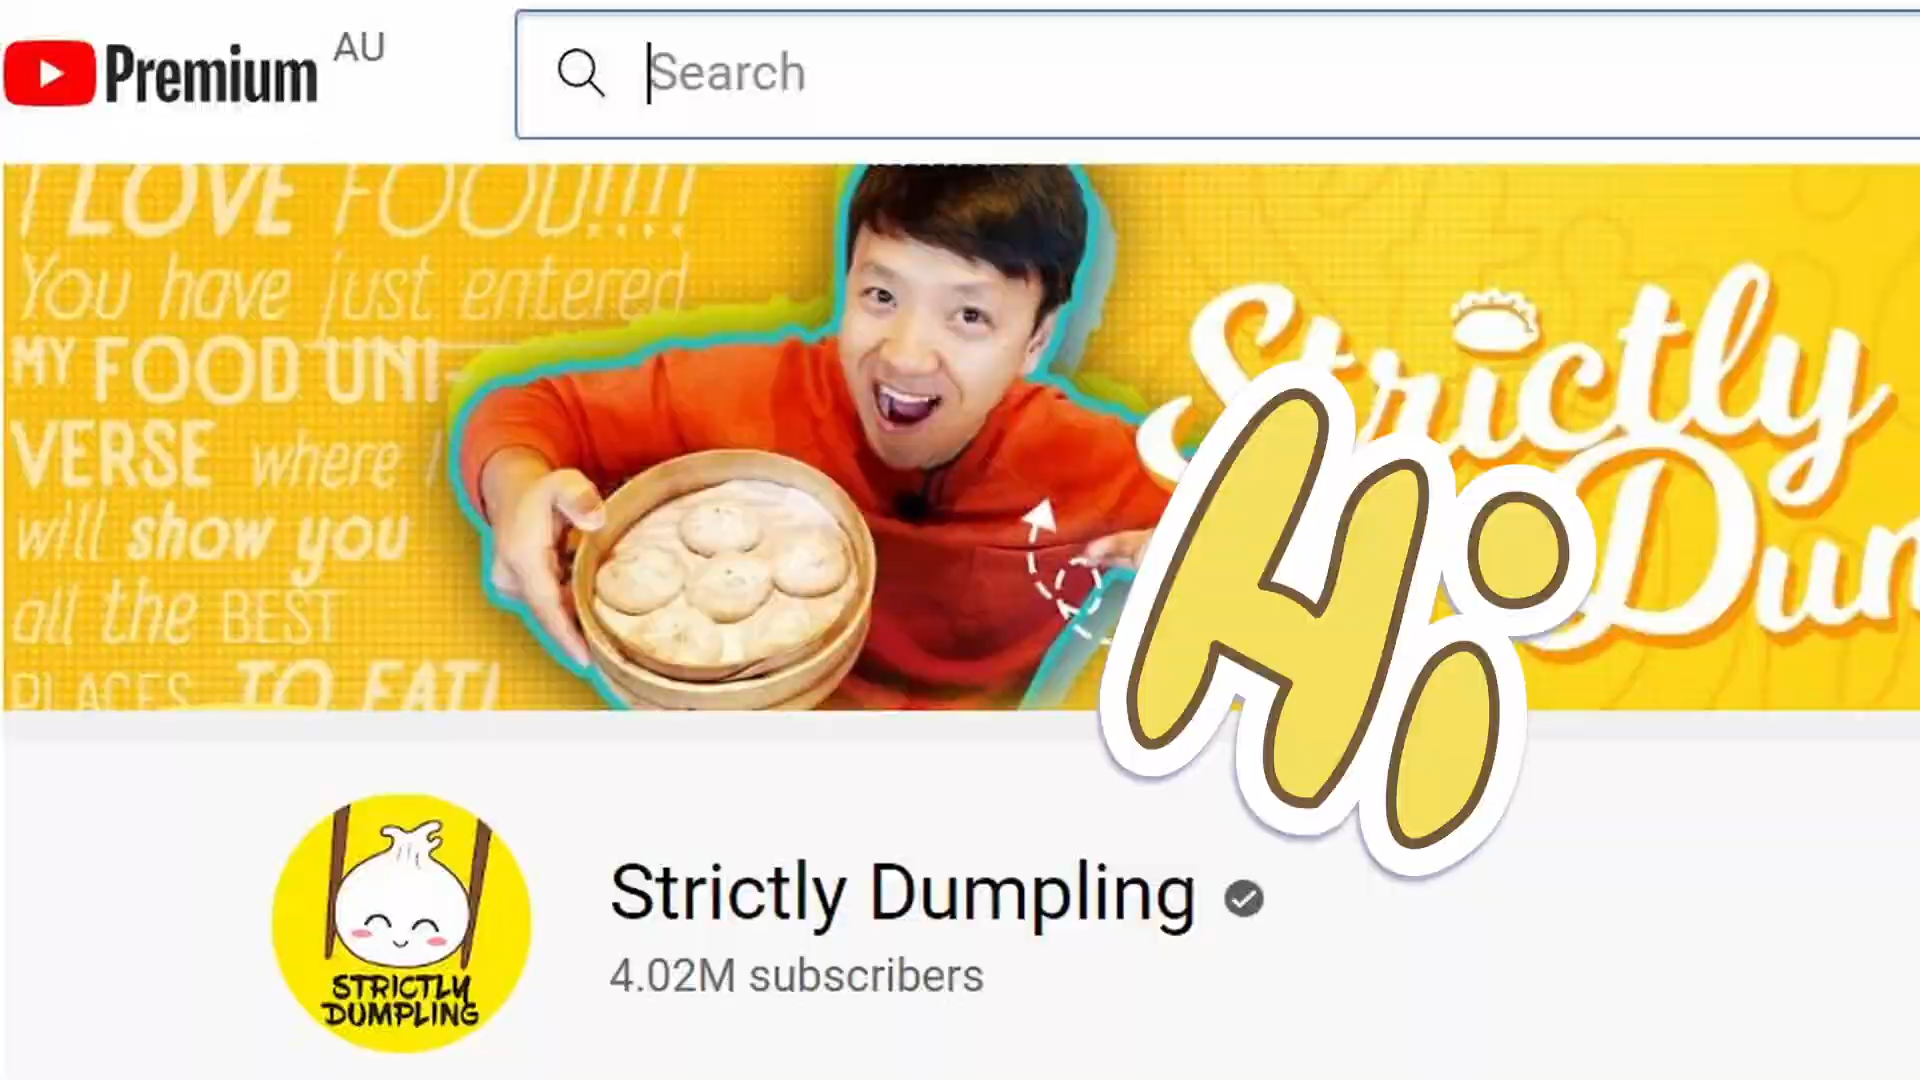 Premium AU
Search
I LOVE FOOD!!!!
You have just entered
MY FOOD UNI-
VERSE where I
will show you
all the BEST
PLACES TO EAT!
Strictly
Dum
Hi
STRICTLY
DUMPLING
Strictly Dumpling
4.02M subscribers